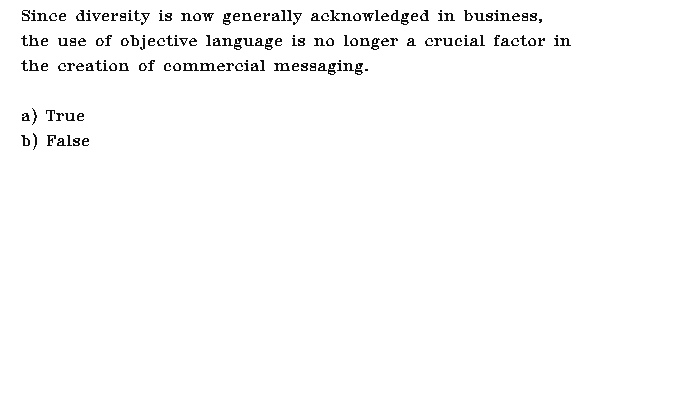 Since diversity is now generally acknowledged in business,
the use of objective language is no longer a crucial factor in
the creation of commercial messaging.
a) True
b) False